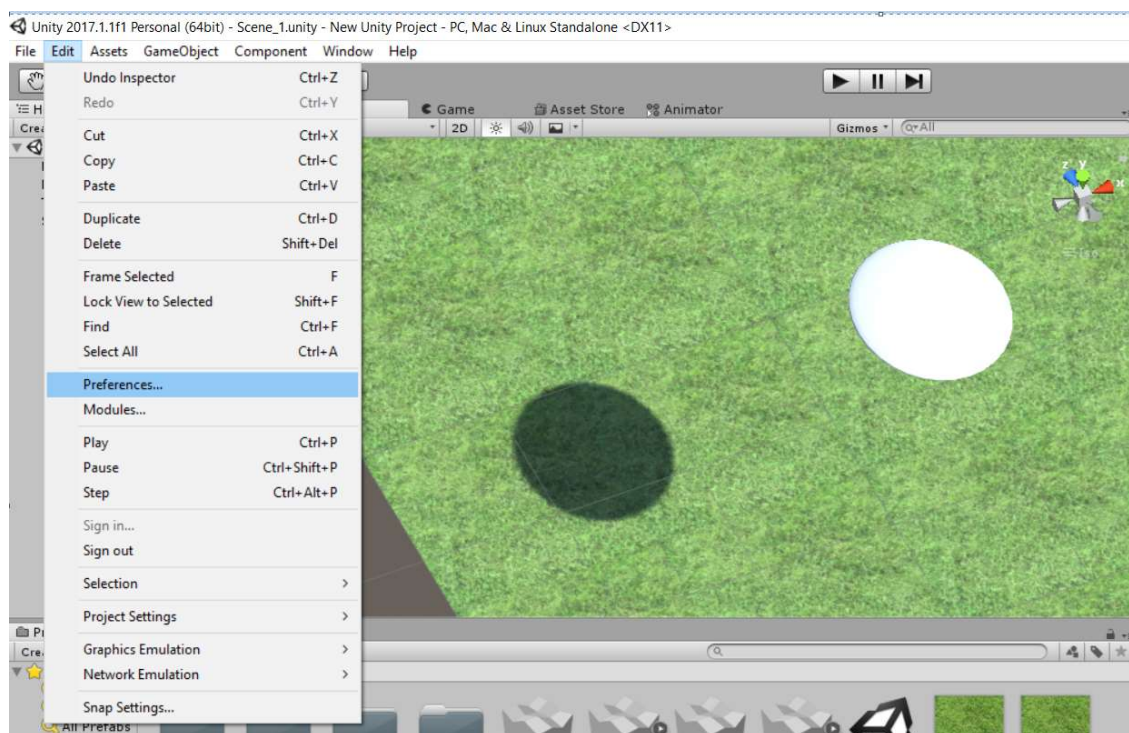 Unity 2017.1.1f1 Personal (64bit) - Scene_1.unity - New Unity Project - PC, Mac & Linux Standalone <DX11>
File Edit Assets GameObject Component Window Help
Undo Inspector Ctrl+Z
Redo Ctrl+Y
Cut Ctrl+X
Copy Ctrl+C
Paste Ctrl+V
Duplicate Ctrl+D
Delete Shift+Del
Frame Selected F
Lock View to Selected Shift+F
Find Ctrl+F
Select All Ctrl+A
Preferences...
Modules...
Play Ctrl+P
Pause Ctrl+Shift+P
Step Ctrl+Alt+P
Sign in...
Sign out
Selection
Project Settings
Graphics Emulation
Network Emulation
Snap Settings...
Game Asset Store Animator
2D Gizmos All
z y x
Iso
All Prefabs